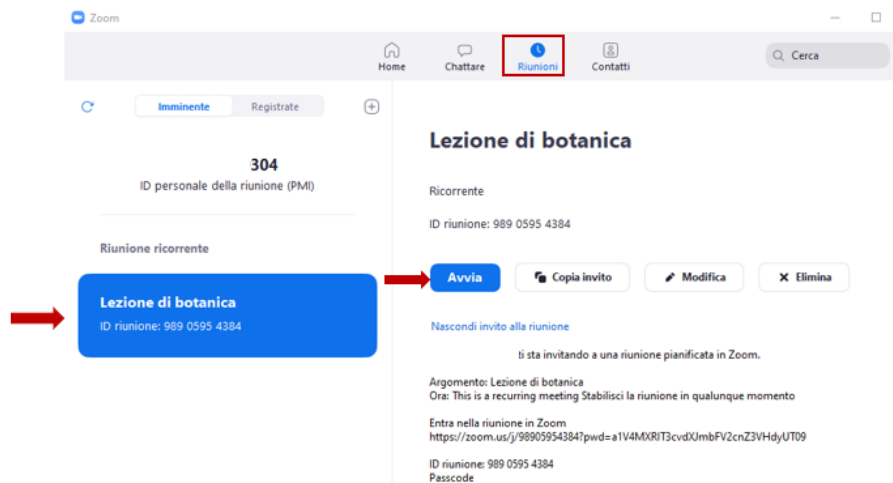 Zoom
Home
Chattare
Riunioni
Contatti
Cerca
Imminente
Registrate
304
ID personale della riunione (PMI)
Riunione ricorrente
Lezione di botanica
ID riunione: 989 0595 4384
Lezione di botanica
Ricorrente
ID riunione: 989 0595 4384
Avvia
Copia invito
Modifica
Elimina
Nascondi invito alla riunione
ti sta invitando a una riunione pianificata in Zoom.
Argomento: Lezione di botanica
Ora: This is a recurring meeting Stabilisci la riunione in qualunque momento
Entra nella riunione in Zoom
https://zoom.us/j/98905954384?pwd=a1V4MXRIT3cvdXJmbFV2cnZ3VHdyUT09
ID riunione: 989 0595 4384
Passcode